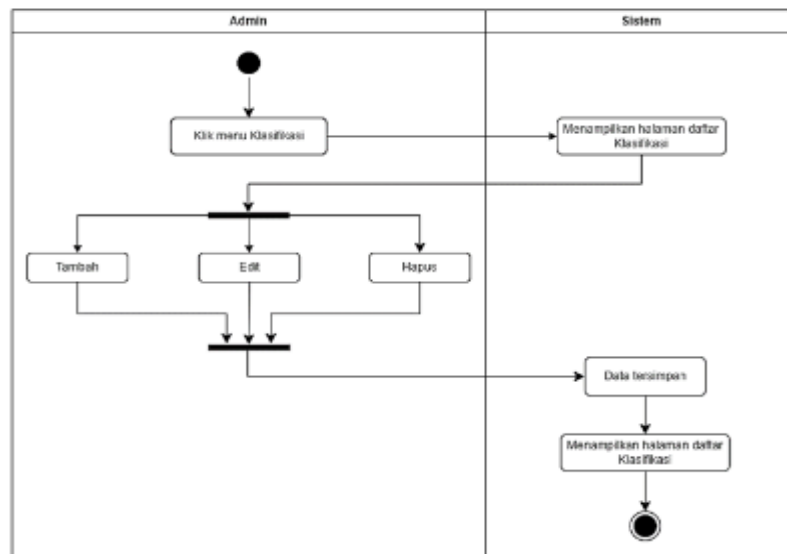 Admin
Sistem
Klik menu Klasifikasi
Menampilkan halaman daftar
Klasifikasi
Tambah
Edit
Hapus
Data tersimpan
Menampilkan halaman daftar
Klasifikasi